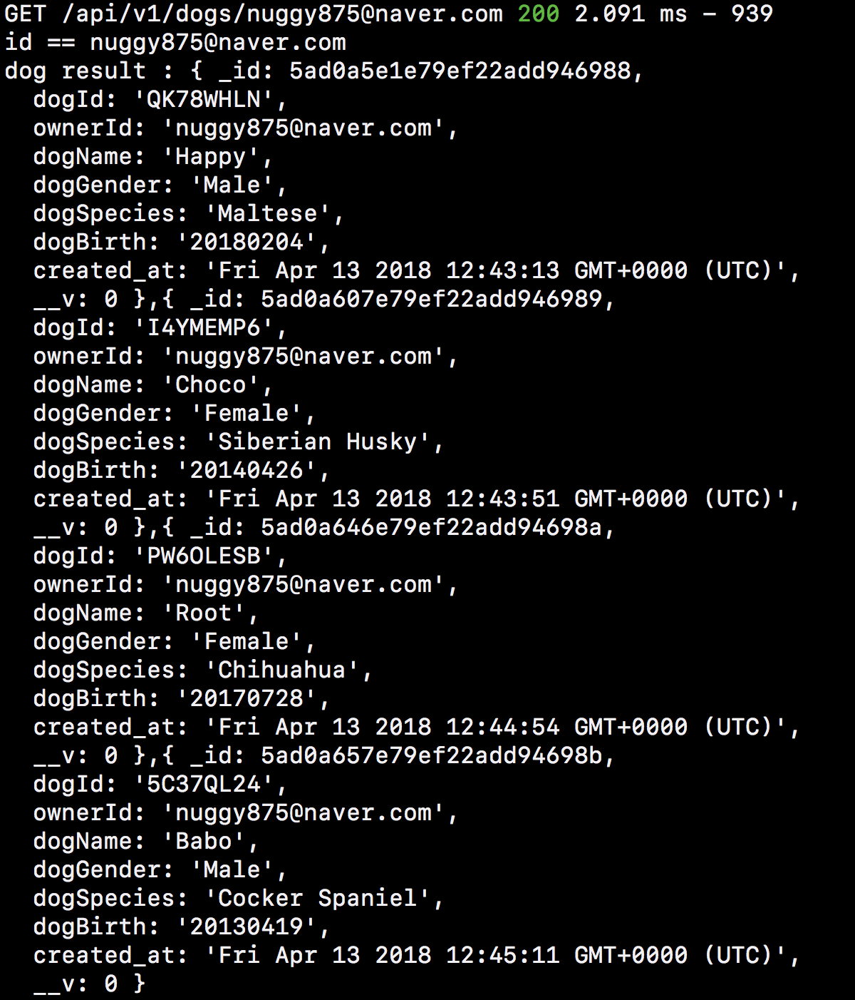 GET /api/v1/dogs/nuggy875@naver.com 200 2.091 ms - 939
id == nuggy875@naver.com
dog result : { _id: 5ad0a5e1e79ef22add946988,
  dogId: 'QK78WHLN',
  ownerId: 'nuggy875@naver.com',
  dogName: 'Happy',
  dogGender: 'Male',
  dogSpecies: 'Maltese',
  dogBirth: '20180204',
  created_at: 'Fri Apr 13 2018 12:43:13 GMT+0000 (UTC)',
  __v: 0 },{ _id: 5ad0a607e79ef22add946989,
  dogId: 'I4YMEMP6',
  ownerId: 'nuggy875@naver.com',
  dogName: 'Choco',
  dogGender: 'Female',
  dogSpecies: 'Siberian Husky',
  dogBirth: '20140426',
  created_at: 'Fri Apr 13 2018 12:43:51 GMT+0000 (UTC)',
  __v: 0 },{ _id: 5ad0a646e79ef22add94698a,
  dogId: 'PW6OLESB',
  ownerId: 'nuggy875@naver.com',
  dogName: 'Root',
  dogGender: 'Female',
  dogSpecies: 'Chihuahua',
  dogBirth: '20170728',
  created_at: 'Fri Apr 13 2018 12:44:54 GMT+0000 (UTC)',
  __v: 0 },{ _id: 5ad0a657e79ef22add94698b,
  dogId: '5C37QL24',
  ownerId: 'nuggy875@naver.com',
  dogName: 'Babo',
  dogGender: 'Male',
  dogSpecies: 'Cocker Spaniel',
  dogBirth: '20130419',
  created_at: 'Fri Apr 13 2018 12:45:11 GMT+0000 (UTC)',
  __v: 0 }